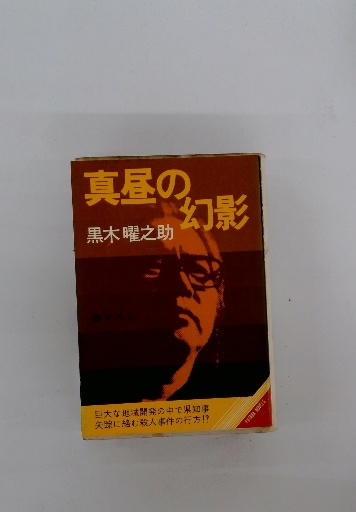 真昼の
幻影
黒木曜之助
巨大な地域開発の中で県知事
失踪に絡む殺人事件の行方!?